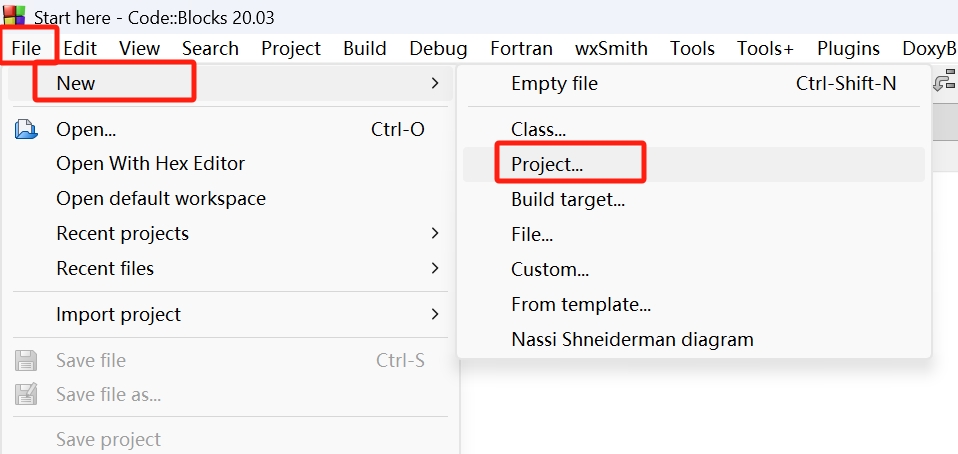 Start here - Code::Blocks 20.03
File Edit View Search Project Build Debug Fortran wxSmith Tools Tools+ Plugins DoxyB
New
Open... Ctrl-O
Open With Hex Editor
Open default workspace
Recent projects
Recent files
Import project
Save file Ctrl-S
Save file as...
Save project
Empty file Ctrl-Shift-N
Class...
Project...
Build target...
File...
Custom...
From template...
Nassi Shneiderman diagram